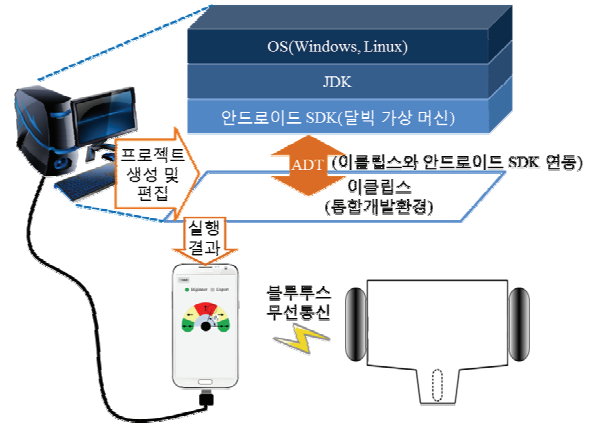 OS(Windows, Linux)
JDK
안드로이드 SDK(달빅 가상 머신)
프로젝트
생성 및
편집
ADT
(이클립스와 안드로이드 SDK 연동)
이클립스
(통합개발환경)
실행
결과
Beginner
Expert
블루투스
무선통신